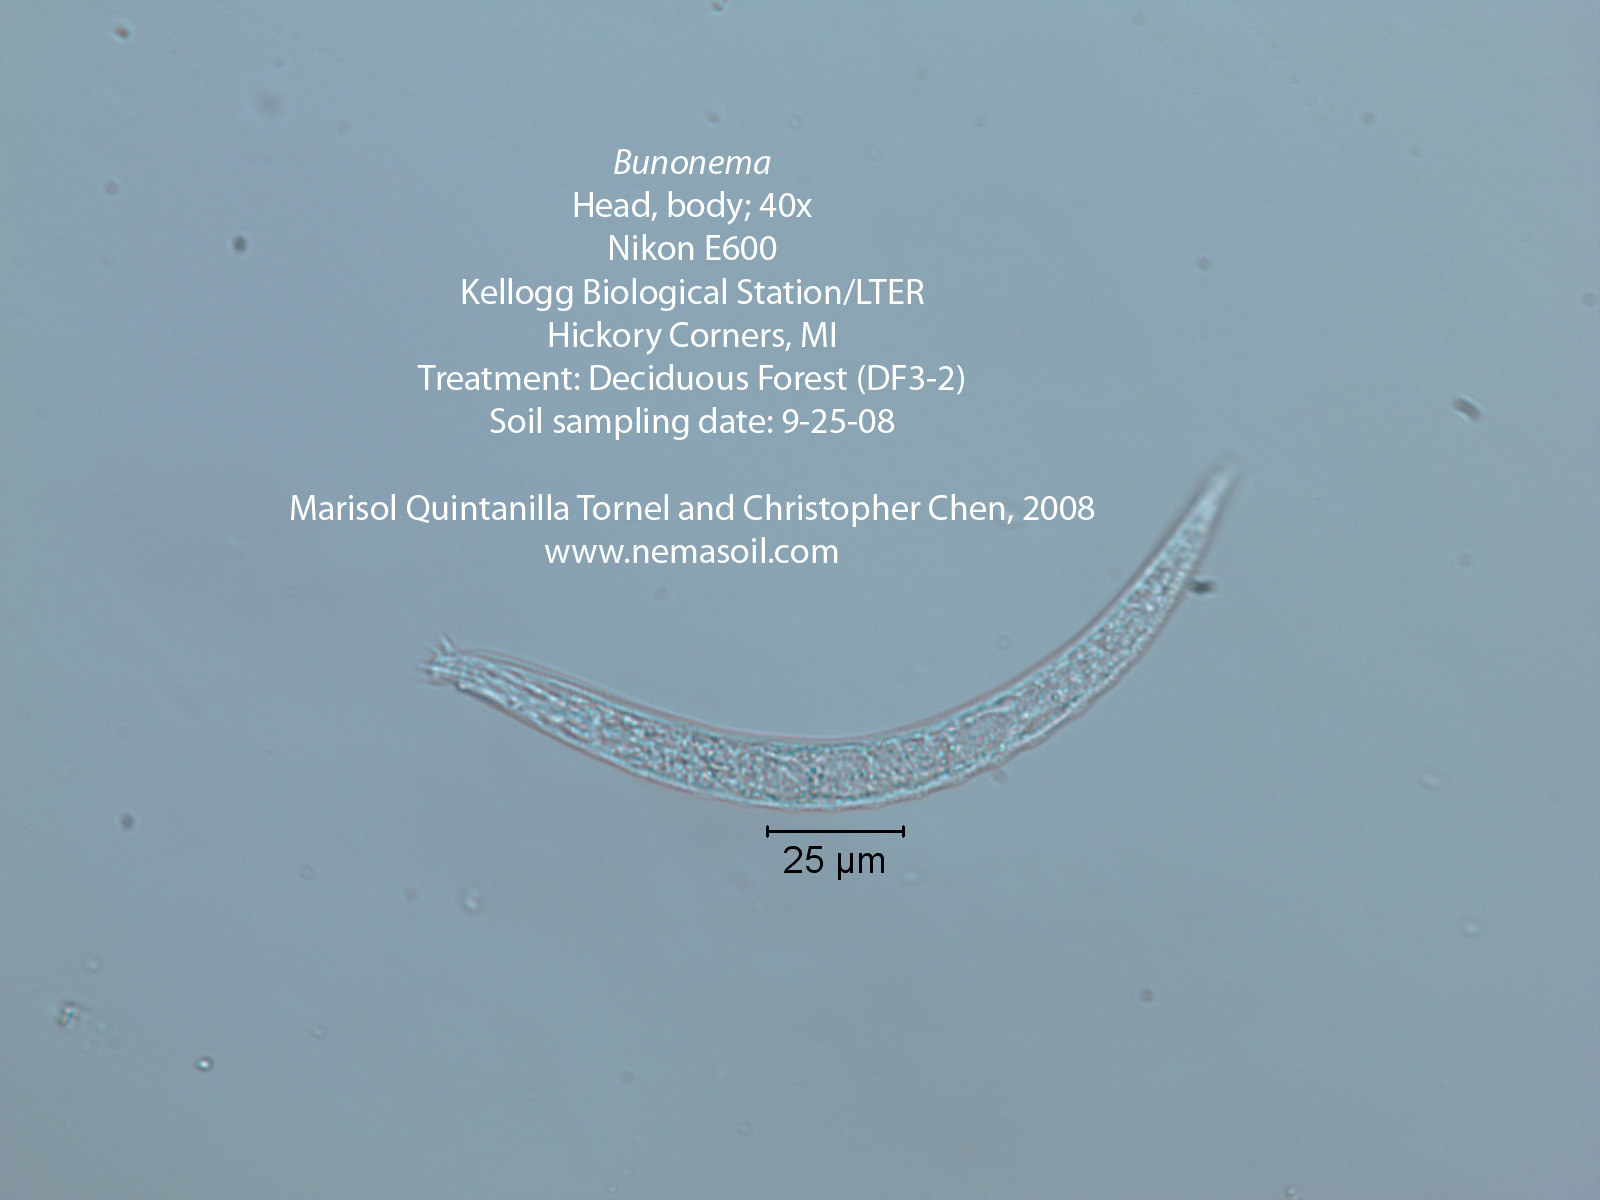 Bunonema
Head, body; 40x
Nikon E600
Kellogg Biological Station/LTER
Hickory Corners, MI
Treatment: Deciduous Forest (DF3-2)
Soil sampling date: 9-25-08
Marisol Quintanilla Tornel and Christopher Chen, 2008
www.nemasoil.com
25 µm